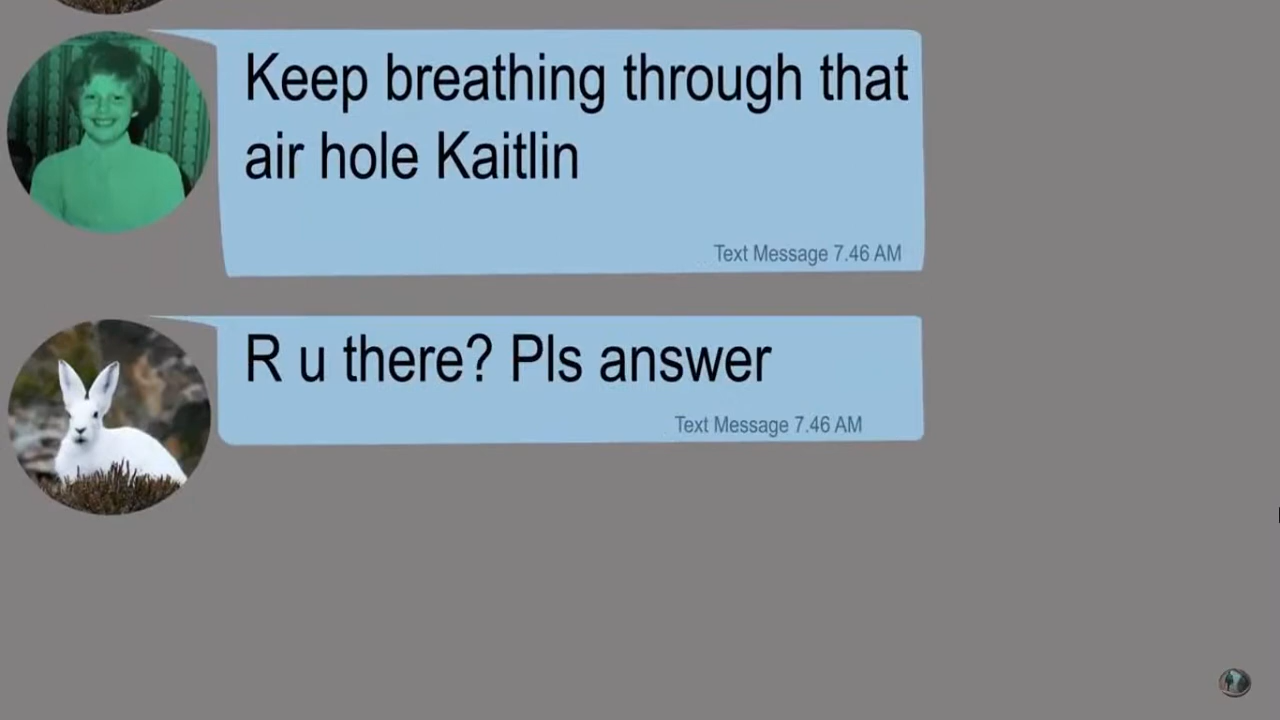 Keep breathing through that
air hole Kaitlin
Text Message 7.46 AM
R u there? Pls answer
Text Message 7.46 AM